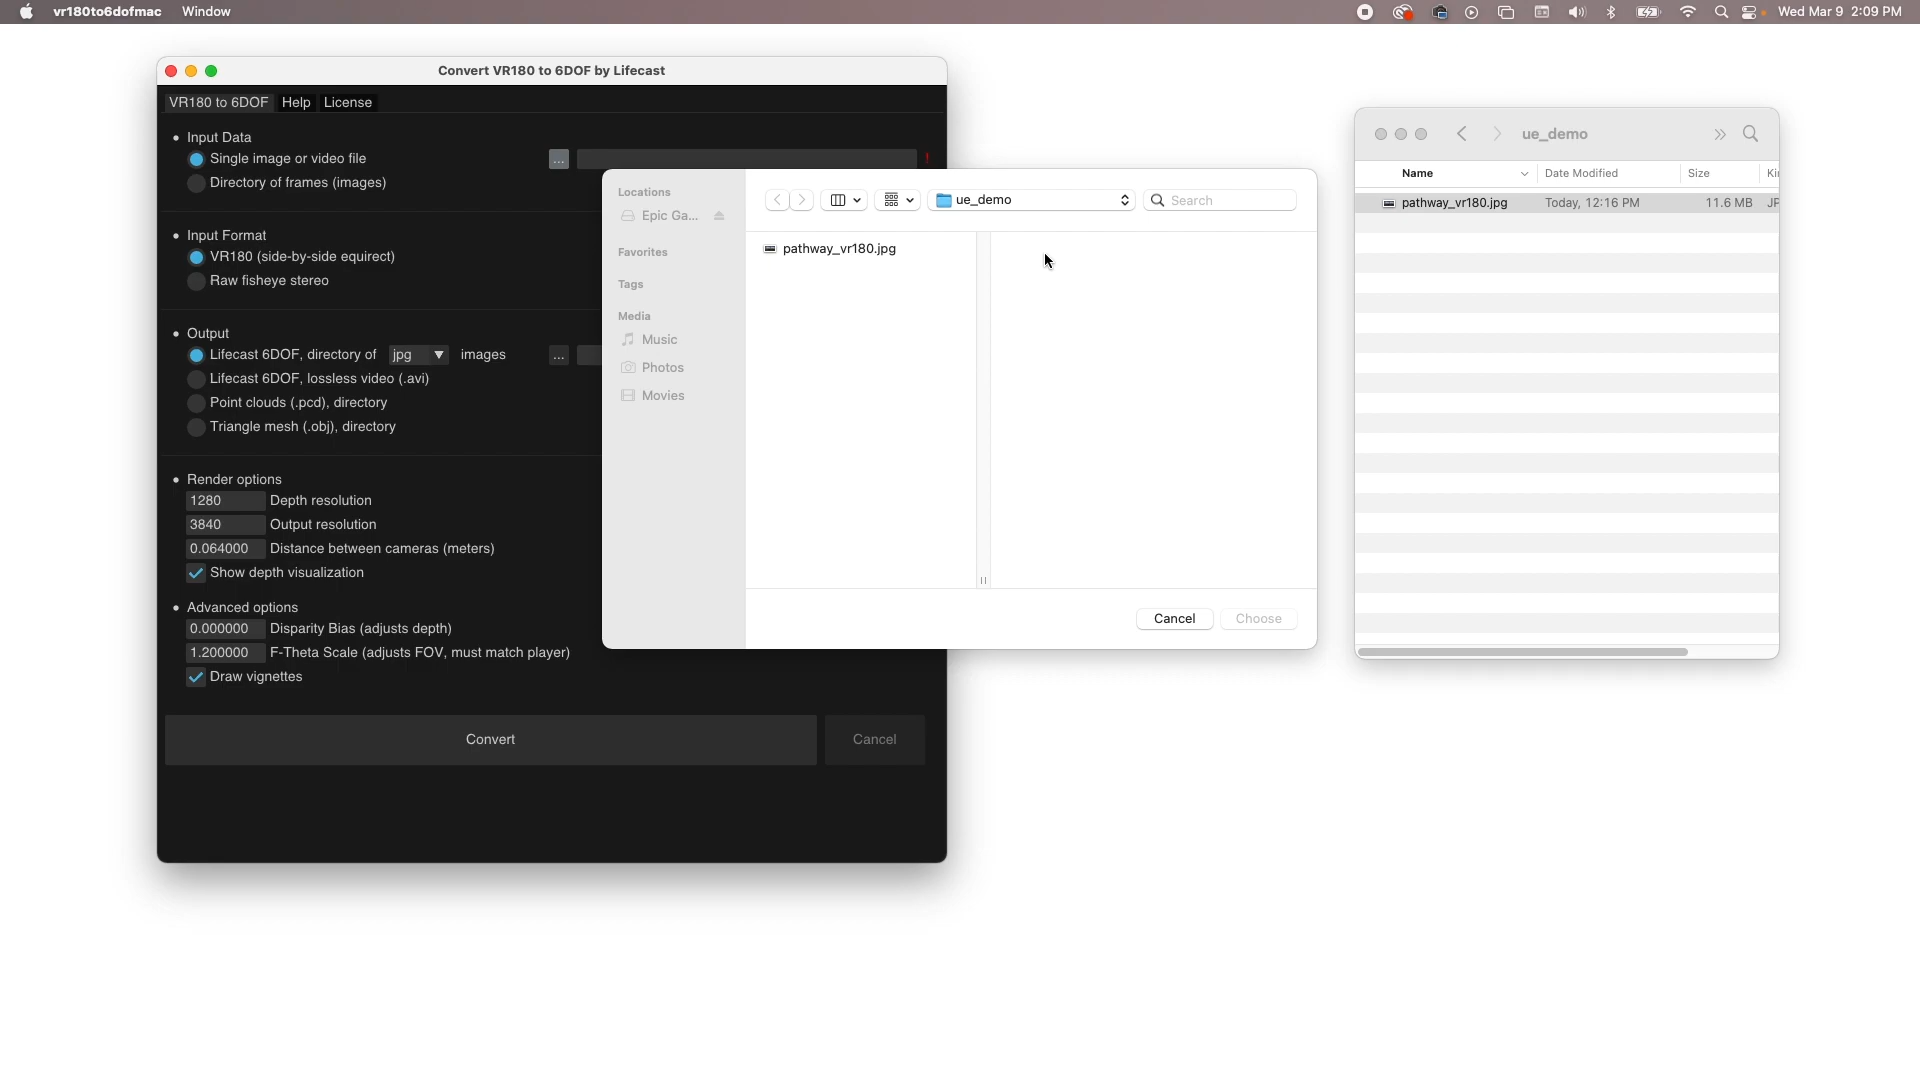 vr180to6dofmac Window
Wed Mar 9 2:09 PM
Convert VR180 to 6DOF by Lifecast
VR180 to 6DOF Help License
Input Data
Single image or video file ... !
Directory of frames (images)
Input Format
VR180 (side-by-side equirect)
Raw fisheye stereo
Output
Lifecast 6DOF, directory of jpg images ...
Lifecast 6DOF, lossless video (.avi)
Point clouds (.pcd), directory
Triangle mesh (.obj), directory
Render options
1280 Depth resolution
3840 Output resolution
0.064000 Distance between cameras (meters)
Show depth visualization
Advanced options
0.000000 Disparity Bias (adjusts depth)
1.200000 F-Theta Scale (adjusts FOV, must match player)
Draw vignettes
Convert Cancel
Locations
Epic Ga...
Favorites
Tags
Media
Music
Photos
Movies
ue_demo Search
pathway_vr180.jpg
Cancel Choose
ue_demo
Name Date Modified Size Ki
pathway_vr180.jpg Today, 12:16 PM 11.6 MB JP